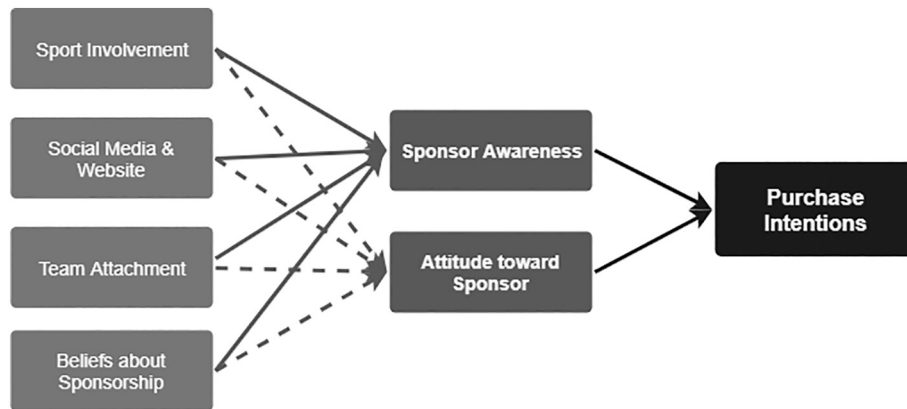 Sport Involvement
Social Media &
Website
Team Attachment
Beliefs about
Sponsorship
Sponsor Awareness
Attitude toward
Sponsor
Purchase
Intentions